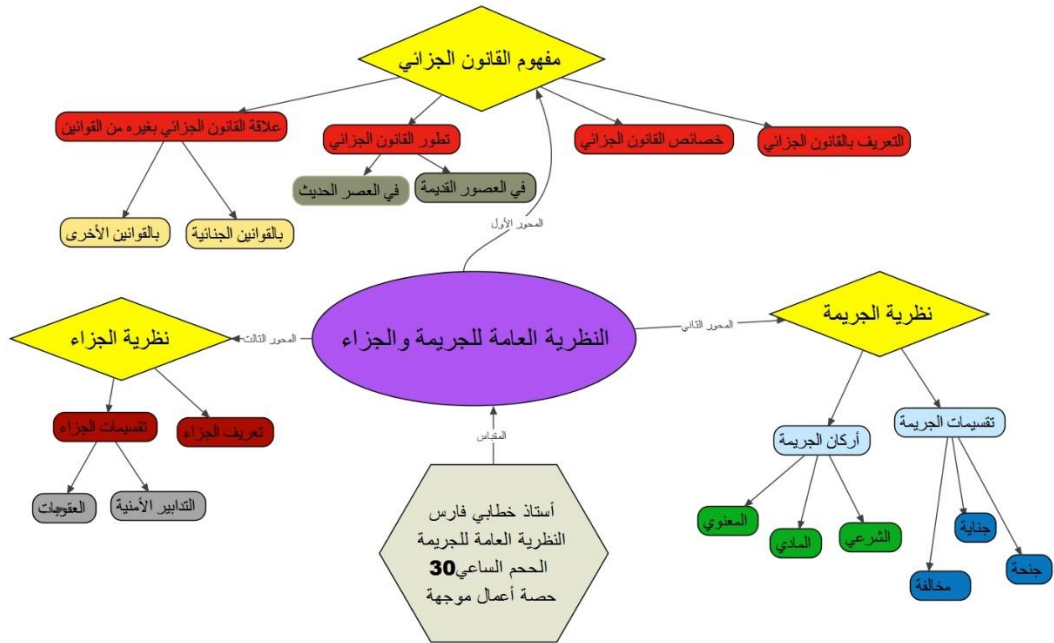 مفهوم القانون الجزائي
التعريف بالقانون الجزائي
خصائص القانون الجزائي
تطور القانون الجزائي
علاقة القانون الجزائي بغيره من القوانين
في العصور القديمة
في العصر الحديث
بالقوانين الجنائية
بالقوانين الأخرى
المحور الأول
النظرية العامة للجريمة والجزاء
المحور الثاني
نظرية الجريمة
تقسيمات الجريمة
أركان الجريمة
جناية
جنحة
مخالفة
الشرعي
المادي
المعنوي
المحور الثالث
نظرية الجزاء
تعريف الجزاء
تقسيمات الجزاء
التدابير الأمنية
العقوبات
المقياس
أستاذ خطابي فارس
النظرية العامة للجريمة
الحجم الساعي30
حصة أعمال موجهة